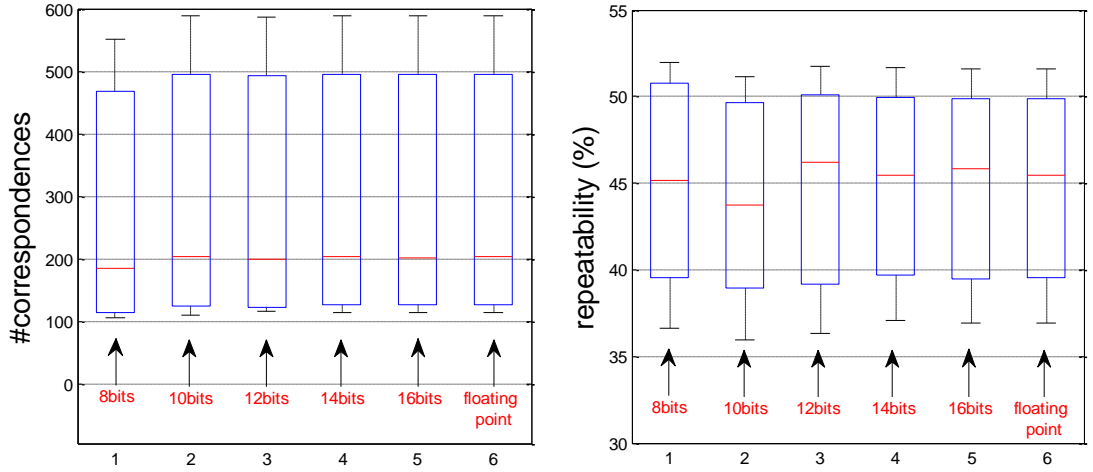 600
500
400
300
200
100
0
#correspondences
8bits
10bits
12bits
14bits
16bits
floating
point
1
2
3
4
5
6
55
50
45
40
35
30
repeatability (%)
8bits
10bits
12bits
14bits
16bits
floating
point
1
2
3
4
5
6